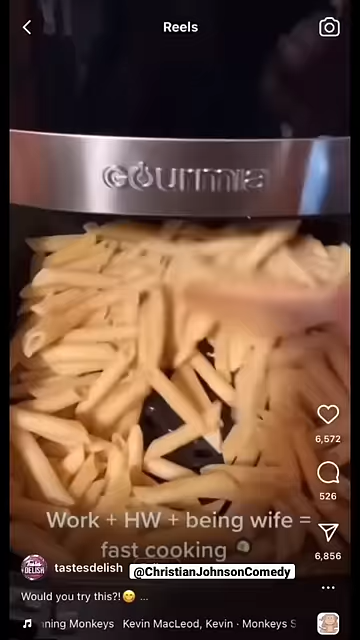 Reels
Gourmia
6,572
526
Work + HW + being wife =
fast cooking
6,856
tastesdelish
@ChristianJohnsonComedy
Would you try this?!😋 ...
ning Monkeys Kevin MacLeod, Kevin · Monkeys S